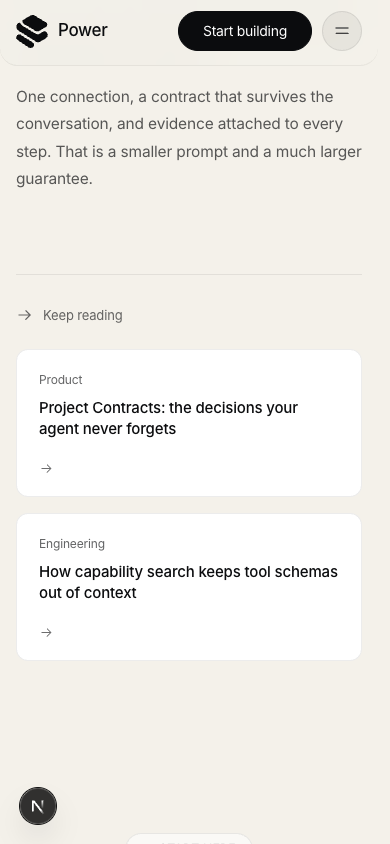 Power
Start building
One connection, a contract that survives the
conversation, and evidence attached to every
step. That is a smaller prompt and a much larger
guarantee.
→ Keep reading
Product
Project Contracts: the decisions your
agent never forgets
→
Engineering
How capability search keeps tool schemas
out of context
→
N